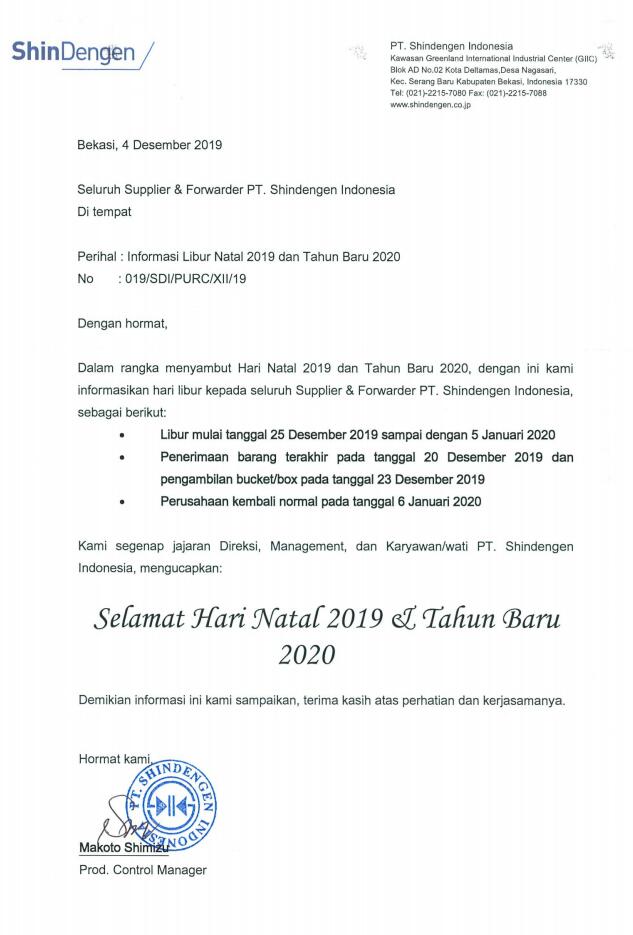 ShinDengen
PT. Shindengen Indonesia
Kawasan Greenland International Industrial Center (GIIC)
Blok AD No.02 Kota Deltamas,Desa Nagasari,
Kec. Serang Baru Kabupaten Bekasi, Indonesia 17330
Tel: (021)-2215-7080 Fax: (021)-2215-7088
www.shindengen.co.jp
Bekasi, 4 Desember 2019
Seluruh Supplier & Forwarder PT. Shindengen Indonesia
Di tempat
Perihal : Informasi Libur Natal 2019 dan Tahun Baru 2020
No : 019/SDI/PURC/XII/19
Dengan hormat,
Dalam rangka menyambut Hari Natal 2019 dan Tahun Baru 2020, dengan ini kami
informasikan hari libur kepada seluruh Supplier & Forwarder PT. Shindengen Indonesia,
sebagai berikut:
• Libur mulai tanggal 25 Desember 2019 sampai dengan 5 Januari 2020
• Penerimaan barang terakhir pada tanggal 20 Desember 2019 dan
pengambilan bucket/box pada tanggal 23 Desember 2019
• Perusahaan kembali normal pada tanggal 6 Januari 2020
Kami segenap jajaran Direksi, Management, dan Karyawan/wati PT. Shindengen
Indonesia, mengucapkan:
Selamat Hari Natal 2019 & Tahun Baru
2020
Demikian informasi ini kami sampaikan, terima kasih atas perhatian dan kerjasamanya.
Hormat kami,
PT. SHINDENGEN INDONESIA
Makoto Shimizu
Prod. Control Manager